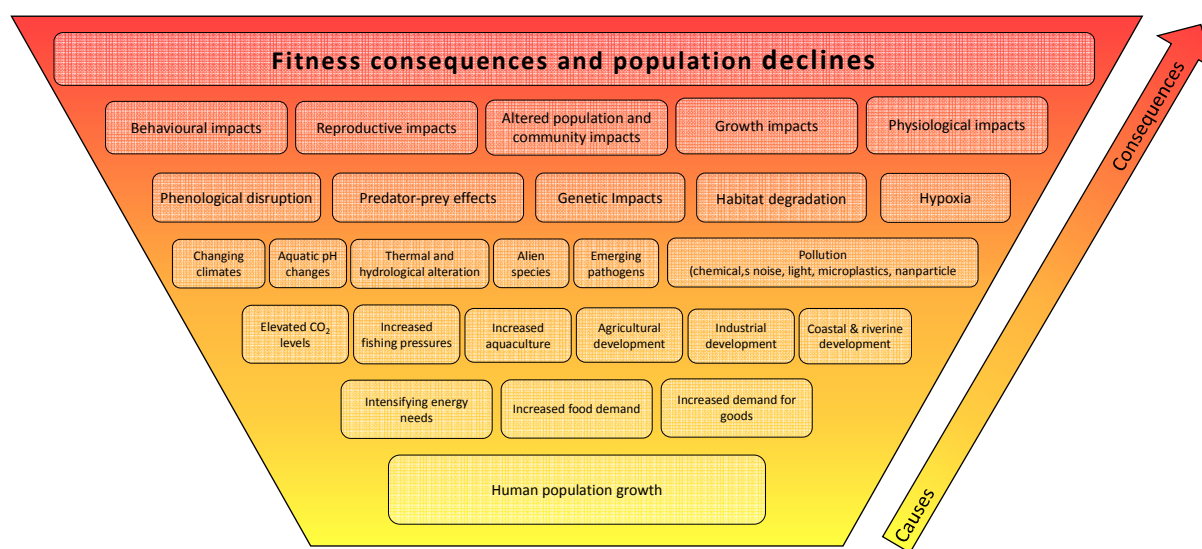 Fitness consequences and population declines
Behavioural impacts
Reproductive impacts
Altered population and
community impacts
Growth impacts
Physiological impacts
Phenological disruption
Predator-prey effects
Genetic Impacts
Habitat degradation
Hypoxia
Changing
climates
Aquatic pH
changes
Thermal and
hydrological alteration
Alien
species
Emerging
pathogens
Pollution
(chemical,s noise, light, microplastics, nanparticle
Elevated CO₂
levels
Increased
fishing pressures
Increased
aquaculture
Agricultural
development
Industrial
development
Coastal & riverine
development
Intensifying energy
needs
Increased food demand
Increased demand for
goods
Human population growth
Consequences
Causes